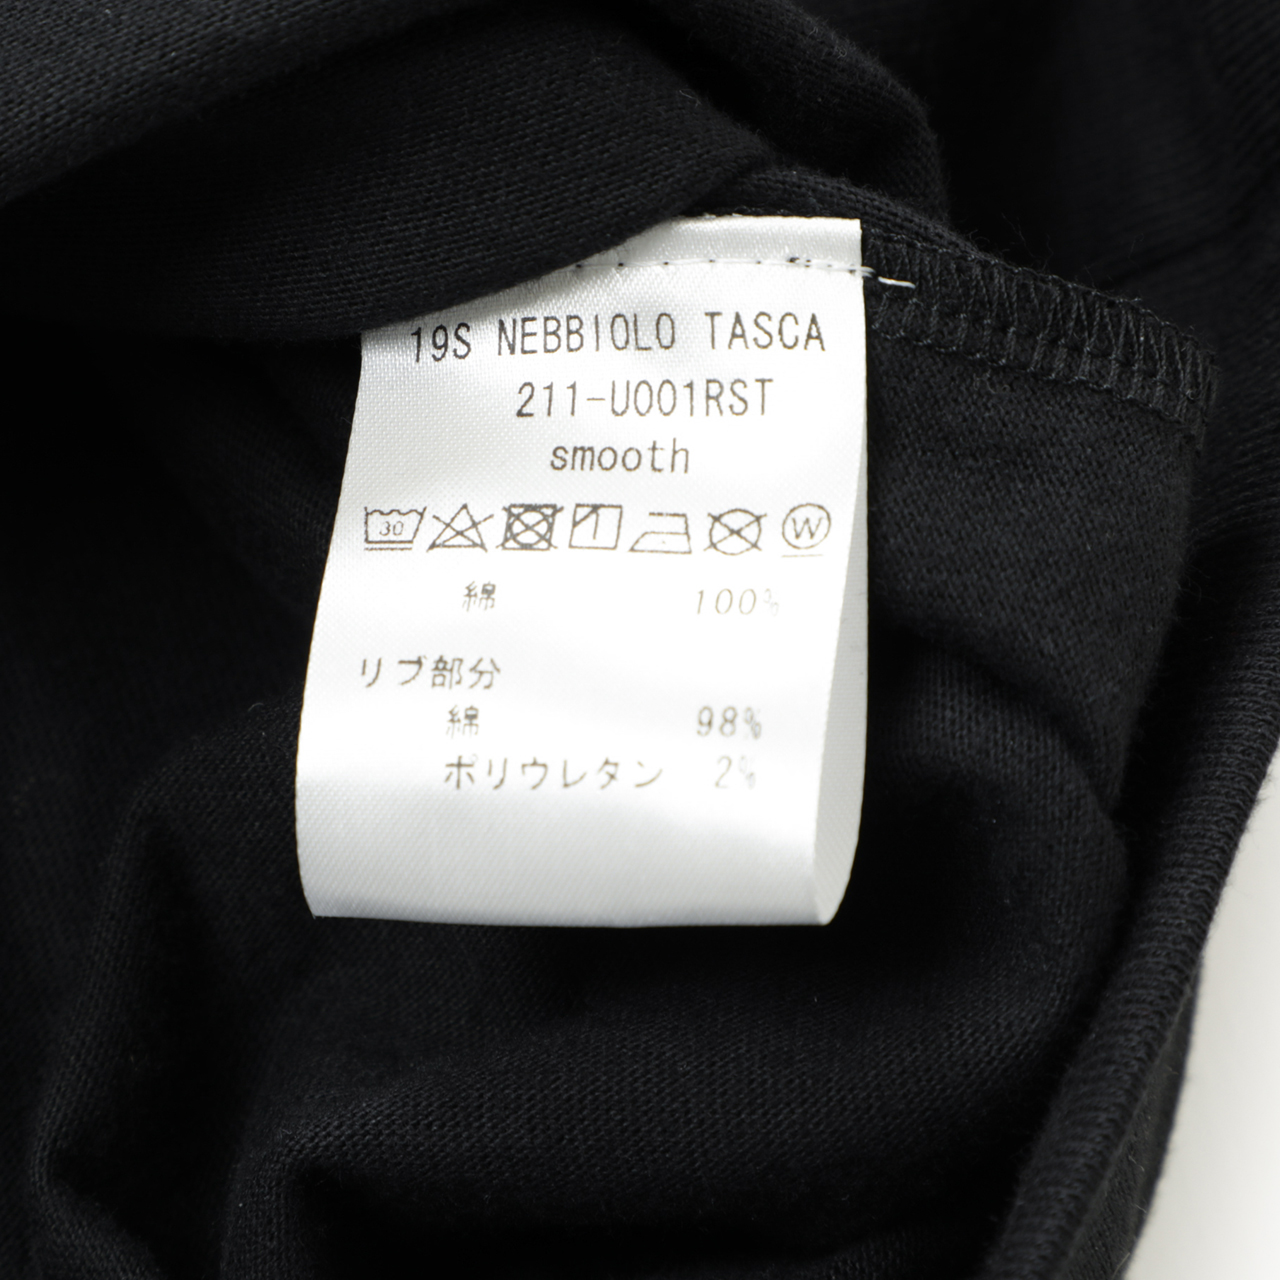 19S NEBBIOLO TASCA
211-U001RST
smooth
30 W
綿 100%
リブ部分
綿 98%
ポリウレタン 2%